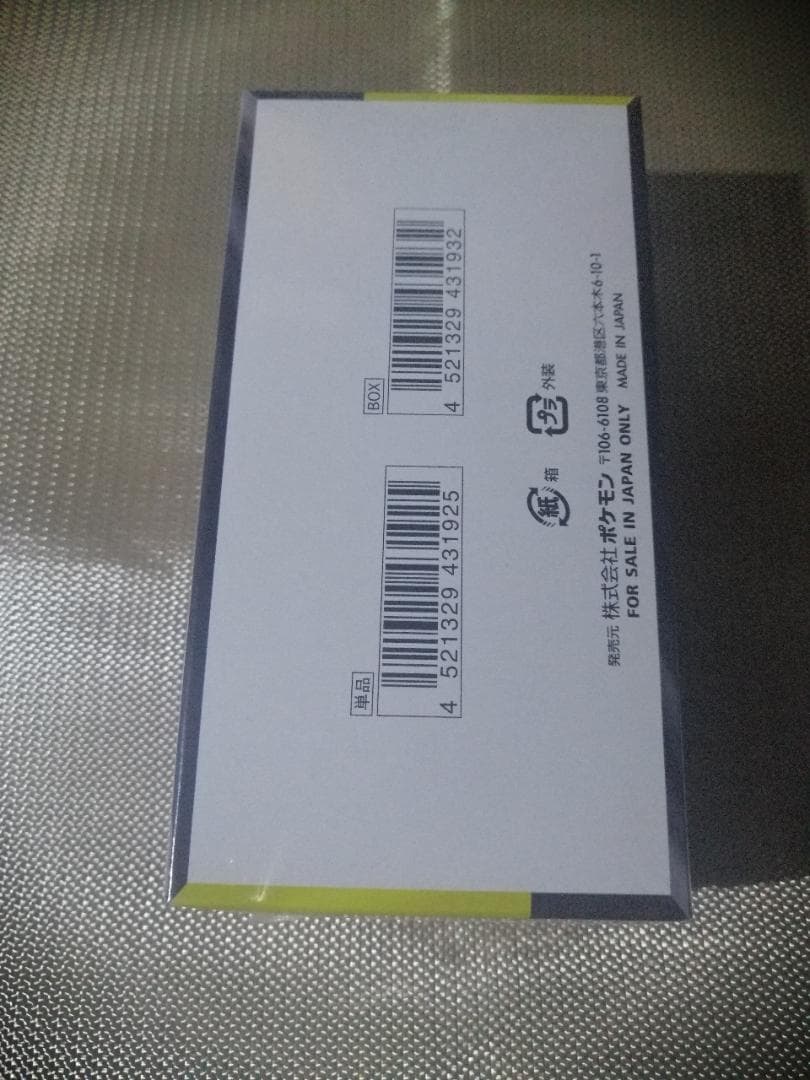 単品
4 521329 431925
BOX
4 521329 431932
紙 箱
プラ 外装
発売元 株式会社ポケモン 〒106-6108 東京都港区六本木6-10-1
FOR SALE IN JAPAN ONLY MADE IN JAPAN